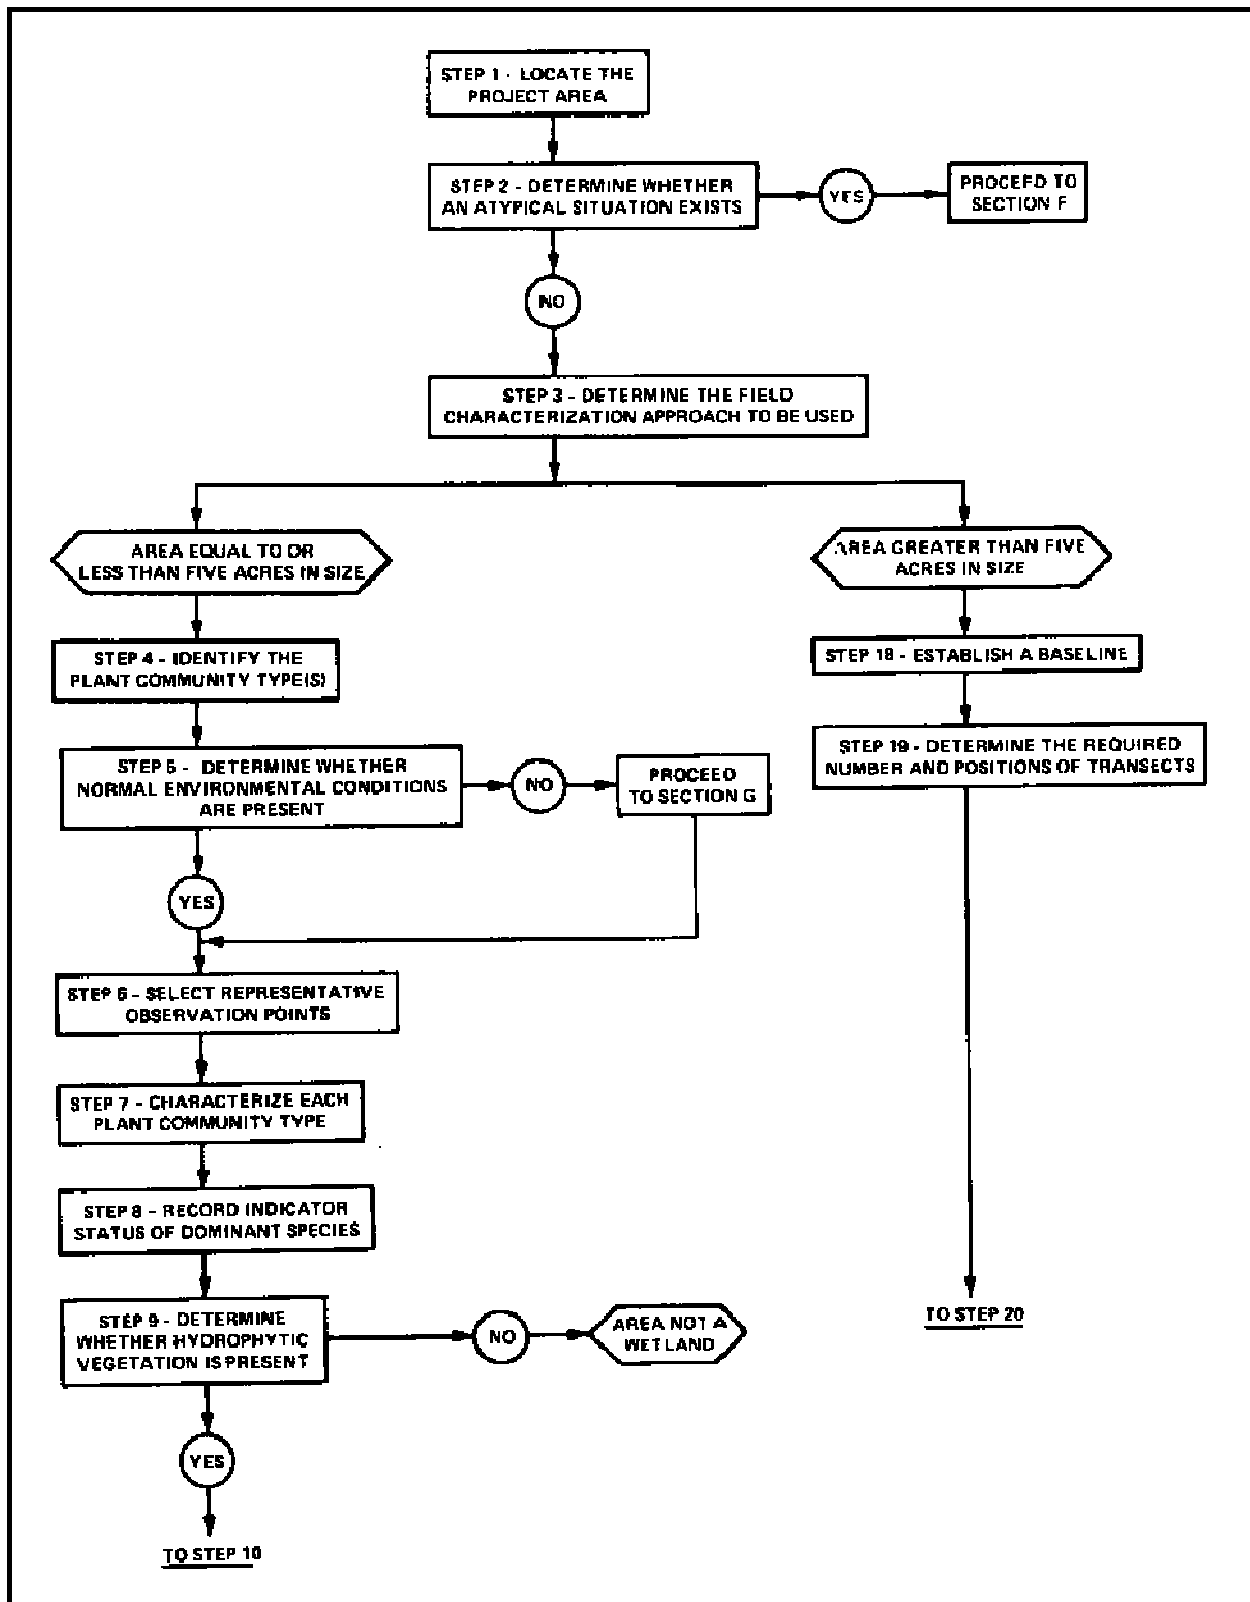 STEP 1 - LOCATE THE
PROJECT AREA
STEP 2 - DETERMINE WHETHER
AN ATYPICAL SITUATION EXISTS
YES
PROCEED TO
SECTION F
NO
STEP 3 - DETERMINE THE FIELD
CHARACTERIZATION APPROACH TO BE USED
AREA EQUAL TO OR
LESS THAN FIVE ACRES IN SIZE
AREA GREATER THAN FIVE
ACRES IN SIZE
STEP 4 - IDENTIFY THE
PLANT COMMUNITY TYPE(S)
STEP 18 - ESTABLISH A BASELINE
STEP 5 - DETERMINE WHETHER
NORMAL ENVIRONMENTAL CONDITIONS
ARE PRESENT
NO
PROCEED
TO SECTION G
STEP 19 - DETERMINE THE REQUIRED
NUMBER AND POSITIONS OF TRANSECTS
YES
STEP 6 - SELECT REPRESENTATIVE
OBSERVATION POINTS
STEP 7 - CHARACTERIZE EACH
PLANT COMMUNITY TYPE
STEP 8 - RECORD INDICATOR
STATUS OF DOMINANT SPECIES
STEP 9 - DETERMINE
WHETHER HYDROPHYTIC
VEGETATION IS PRESENT
NO
AREA NOT A
WETLAND
TO STEP 20
YES
TO STEP 10